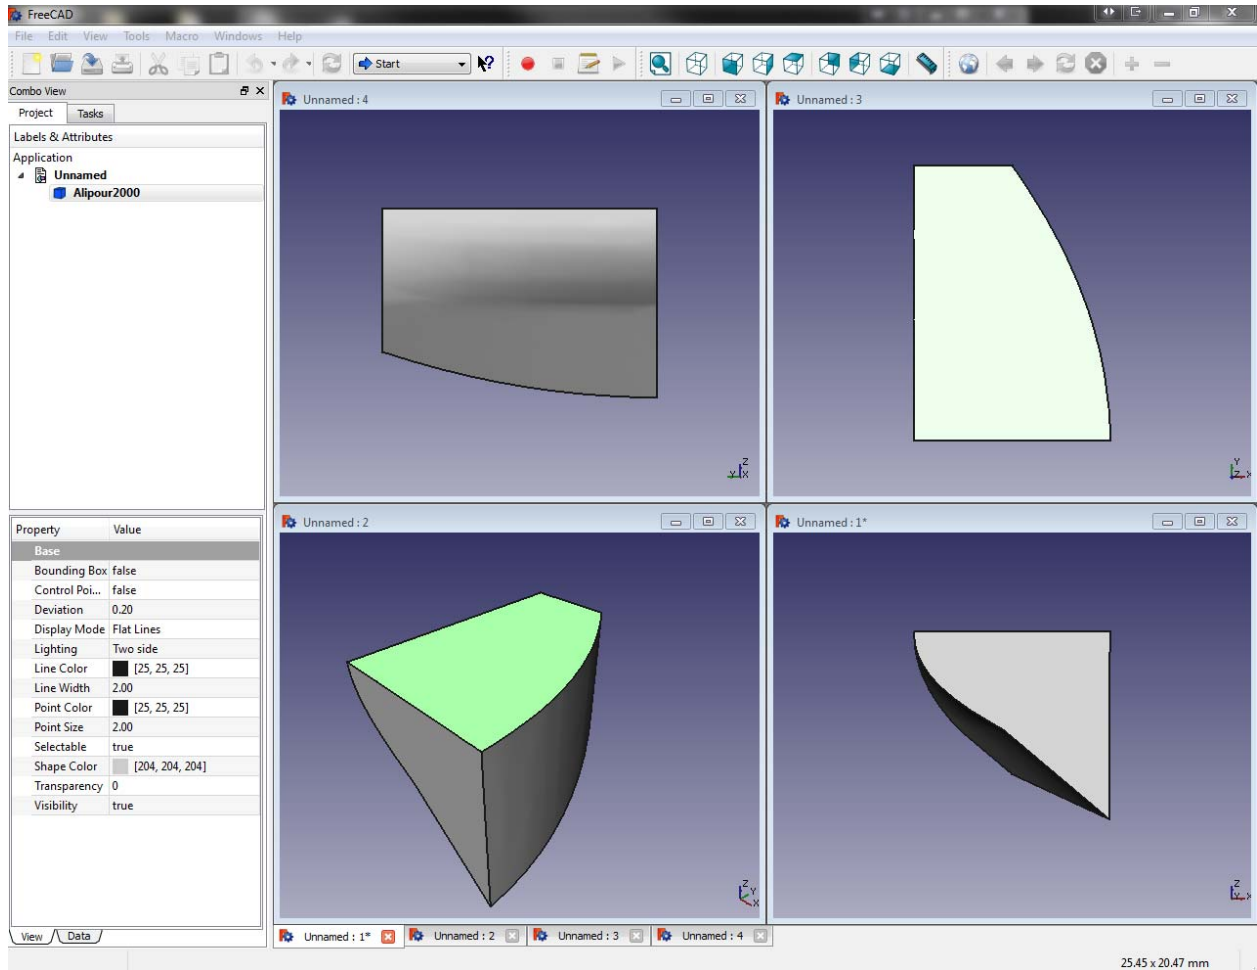 FreeCAD
File Edit View Tools Macro Windows Help
Start
Combo View
Project Tasks
Labels & Attributes
Application
Unnamed
Alipour2000
Unnamed : 4
Unnamed : 3
Z
Y X
Y
Z X
Property Value
Base
Bounding Box false
Control Poi... false
Deviation 0.20
Display Mode Flat Lines
Lighting Two side
Line Color [25, 25, 25]
Line Width 2.00
Point Color [25, 25, 25]
Point Size 2.00
Selectable true
Shape Color [204, 204, 204]
Transparency 0
Visibility true
View Data
Unnamed : 2
Unnamed : 1*
Z
Y
X
Z
Y X
Unnamed : 1* Unnamed : 2 Unnamed : 3 Unnamed : 4
25.45 x 20.47 mm